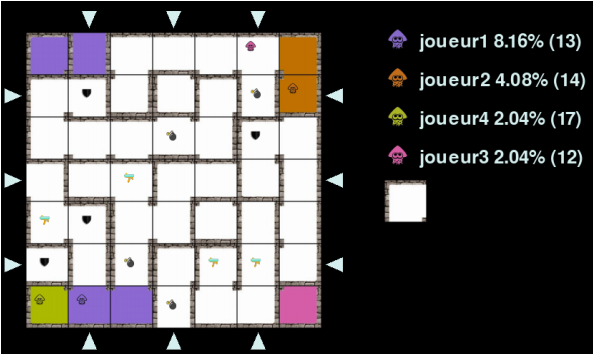 joueur1 8.16% (13)
joueur2 4.08% (14)
joueur4 2.04% (17)
joueur3 2.04% (12)